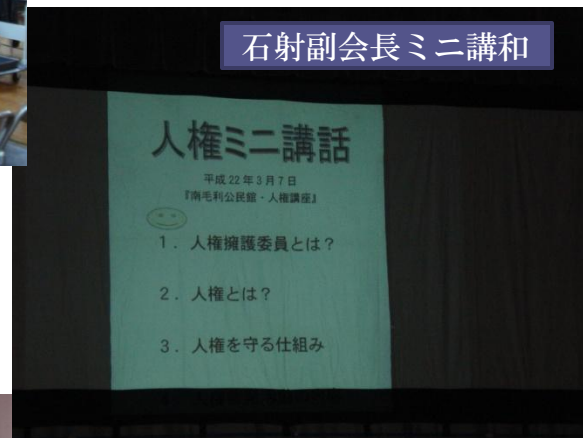 石射副会長ミニ講和
人権ミニ講話
平成22年3月7日
『南毛利公民館・人権講座』
1．人権擁護委員とは？
2．人権とは？
3．人権を守る仕組み